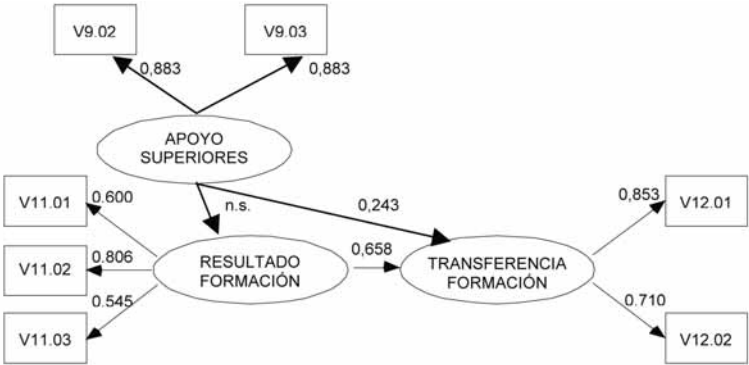 V9.02
V9.03
0,883
0,883
APOYO
SUPERIORES
V11.01
0.600
n.s.
0,243
0,853
V12.01
V11.02
0.806
RESULTADO
FORMACIÓN
0,658
TRANSFERENCIA
FORMACIÓN
0.545
0.710
V11.03
V12.02